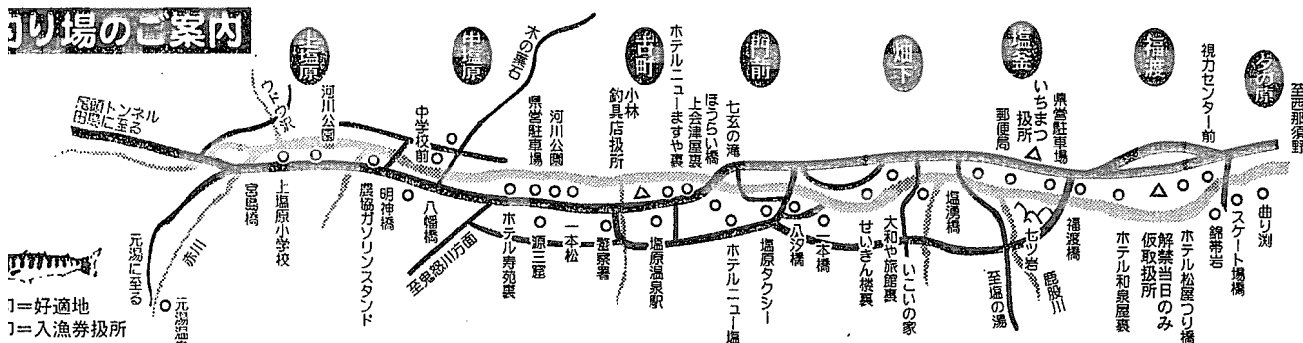 り場のご案内
上塩原
中塩原
古町
門前
畑下
塩釜
福渡
夕の原
至西那須野
尾頭トンネル
田島に至る
ウドウ沢
河川公園
中学校前
木の葉石
県営駐車場
河川公園
小林
釣具店扱所
ホテルニューますや裏
上会津屋裏
ほうらい橋
七玄の滝
郵便局
いちまつ
扱所
県営駐車場
視力センター前
元湯に至る
赤川
宮島橋
上塩原小学校
農協ガソリンスタンド
明神橋
八幡橋
至鬼怒川方面
ホテル寿苑裏
源三窟
一本松
警察署
塩原温泉駅
ホテルニュー塩
塩原タクシー
八汐橋
一本橋
せいきん楼裏
大和や旅館裏
いこいの家
塩湧橋
至塩の湯
七ツ岩
鹿股川
福渡橋
ホテル和泉屋裏
解禁当日のみ
仮取扱所
ホテル松屋つり橋
錦帯岩
スケート場橋
曲り渕
=好適地
=入漁券扱所